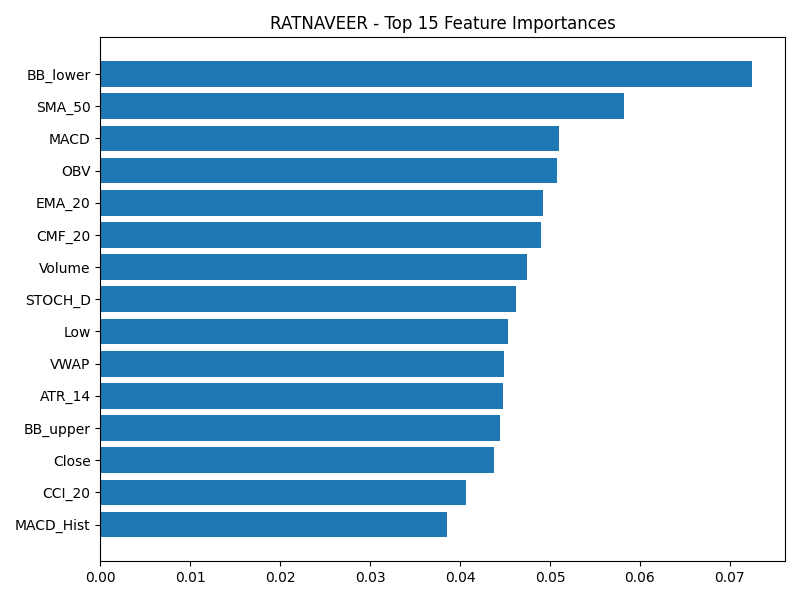 RATNAVEER - Top 15 Feature Importances
BB_lower
SMA_50
MACD
OBV
EMA_20
CMF_20
Volume
STOCH_D
Low
VWAP
ATR_14
BB_upper
Close
CCI_20
MACD_Hist
0.00 0.01 0.02 0.03 0.04 0.05 0.06 0.07